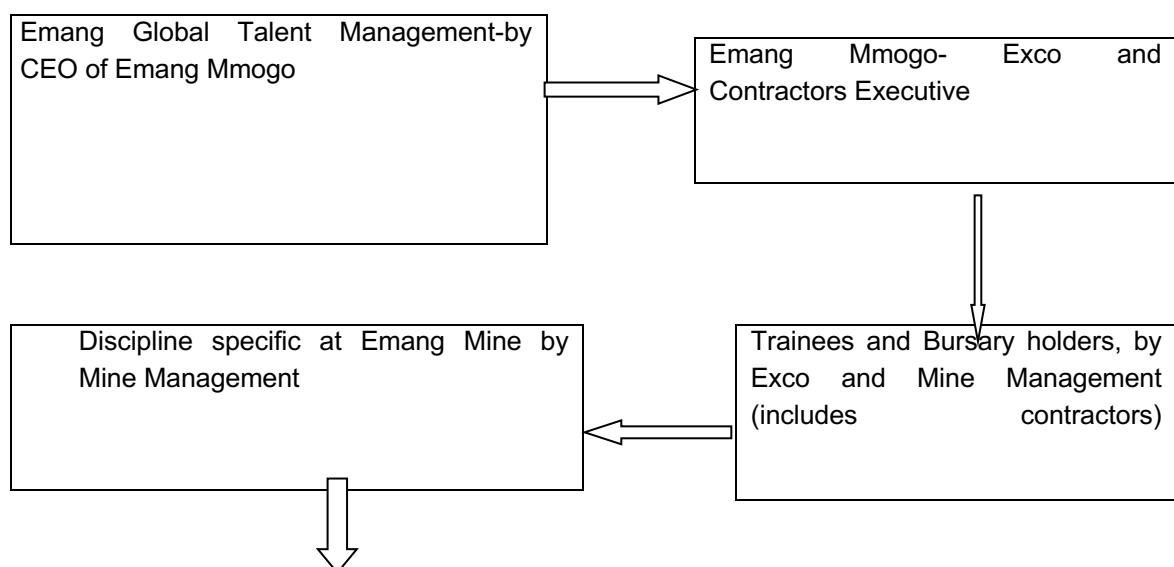 Emang Global Talent Management-by
CEO of Emang Mmogo
Emang Mmogo- Exco and
Contractors Executive
Trainees and Bursary holders, by
Exco and Mine Management
(includes contractors)
Discipline specific at Emang Mine by
Mine Management